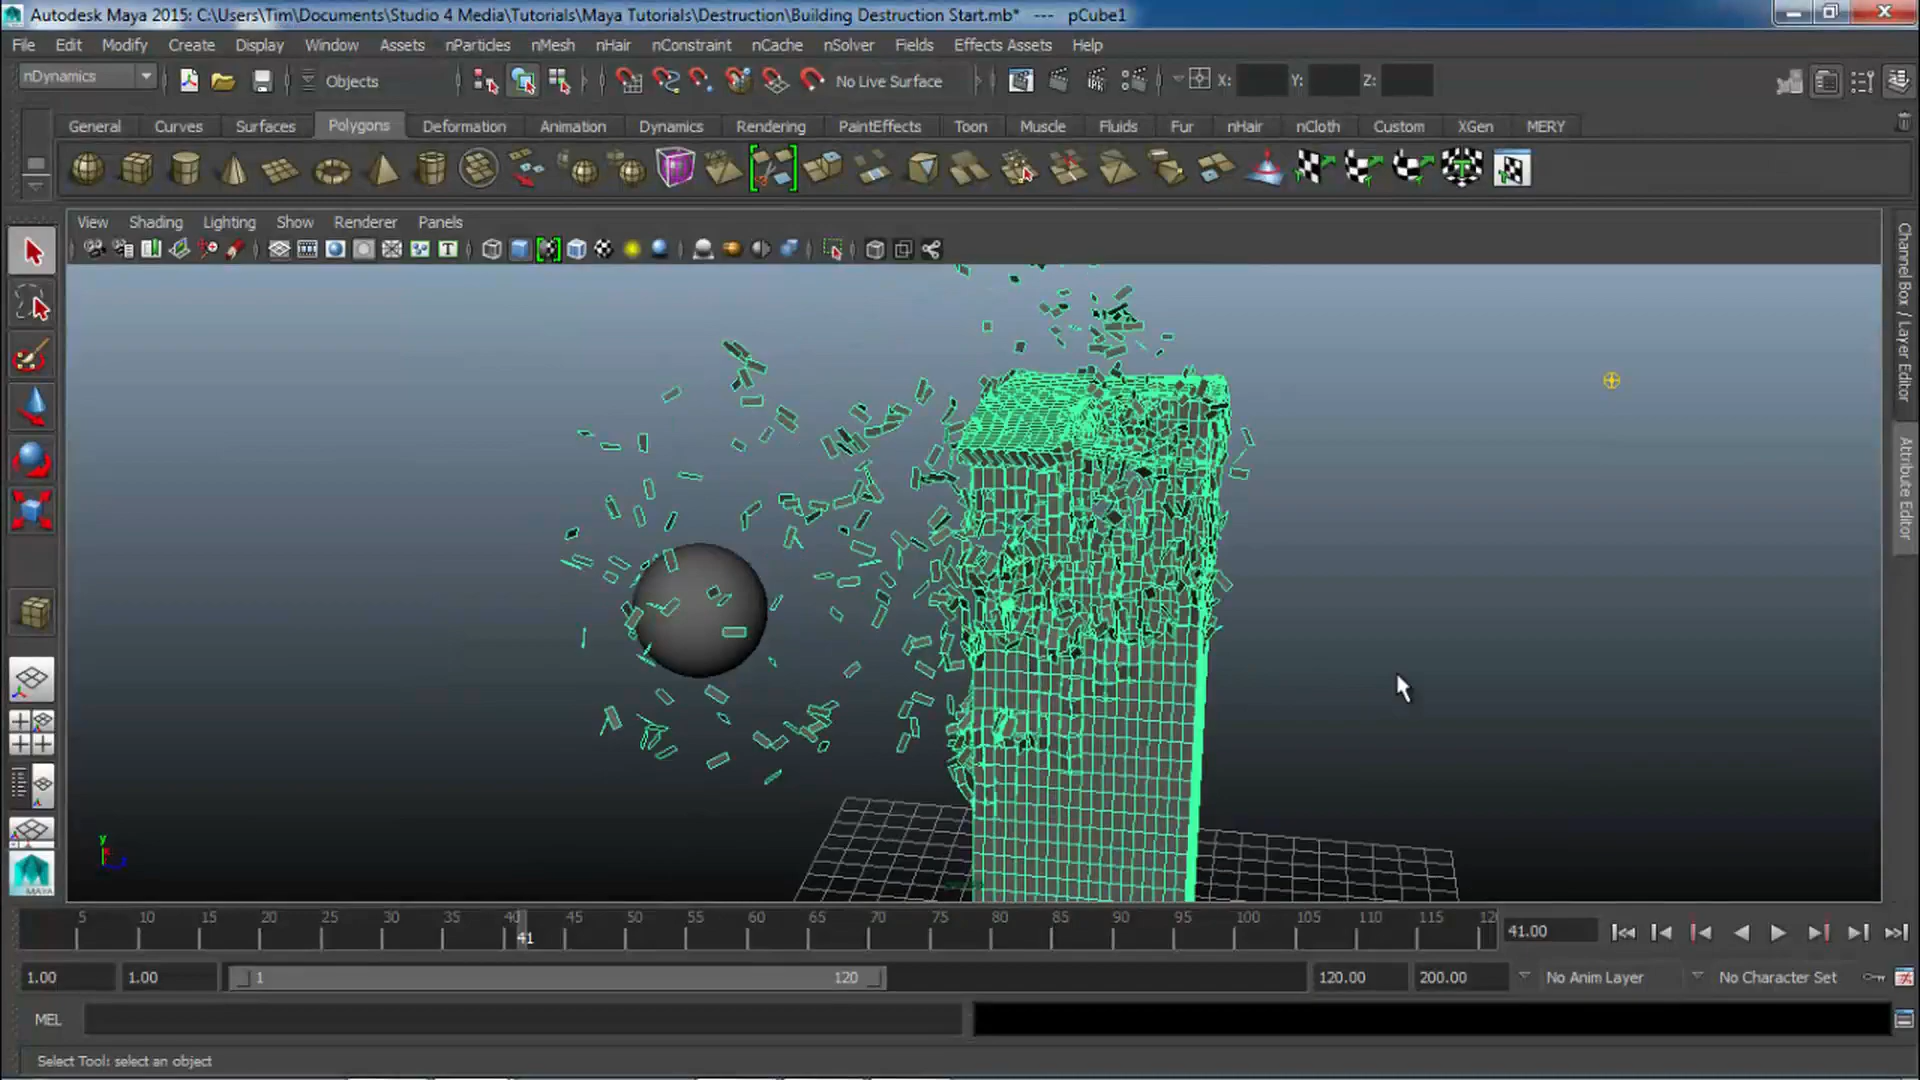 Autodesk Maya 2015: C:\Users\Tim\Documents\Studio 4 Media\Tutorials\Maya Tutorials\Destruction\Building Destruction Start.mb* --- pCube1
File Edit Modify Create Display Window Assets nParticles nMesh nHair nConstraint nCache nSolver Fields Effects Assets Help
nDynamics Objects No Live Surface X: Y: Z:
General Curves Surfaces Polygons Deformation Animation Dynamics Rendering PaintEffects Toon Muscle Fluids Fur nHair nCloth Custom XGen MERY
View Shading Lighting Show Renderer Panels
Channel Box / Layer Editor
Attribute Editor
y
MAYA
5 10 15 20 25 30 35 40 45 50 55 60 65 70 75 80 85 90 95 100 105 110 115 12
41
41.00
1.00 1.00 1 120 120.00 200.00 No Anim Layer No Character Set
MEL
Select Tool: select an object